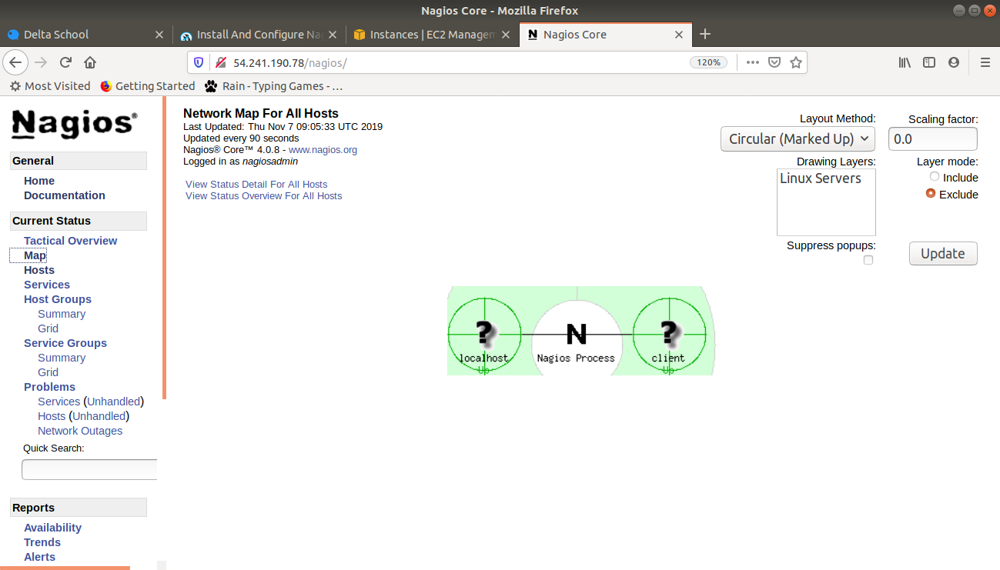 Nagios Core - Mozilla Firefox
Delta School
Install And Configure Na
Instances | EC2 Managem
Nagios Core
54.241.190.78/nagios/
120%
Most Visited
Getting Started
Rain - Typing Games - …
Nagios®
General
Home
Documentation
Current Status
Tactical Overview
Map
Hosts
Services
Host Groups
Summary
Grid
Service Groups
Summary
Grid
Problems
Services (Unhandled)
Hosts (Unhandled)
Network Outages
Quick Search:
Reports
Availability
Trends
Alerts
Network Map For All Hosts
Last Updated: Thu Nov 7 09:05:33 UTC 2019
Updated every 90 seconds
Nagios® Core™ 4.0.8 - www.nagios.org
Logged in as nagiosadmin
View Status Detail For All Hosts
View Status Overview For All Hosts
Layout Method:
Circular (Marked Up)
Scaling factor:
0.0
Drawing Layers:
Linux Servers
Layer mode:
Include
Exclude
Suppress popups:
Update
?
localhost
Up
N
Nagios Process
?
client
Up